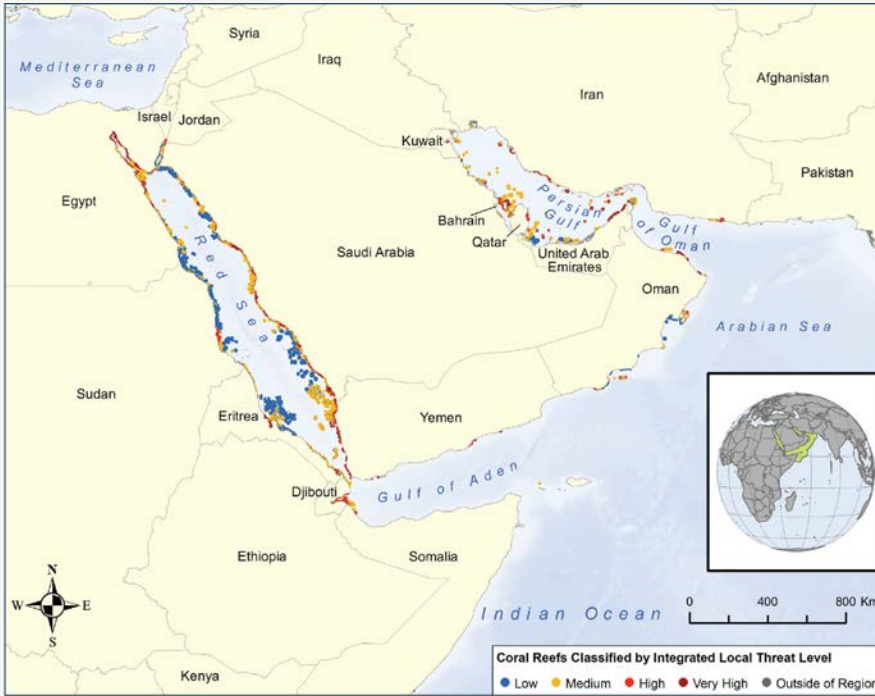 Syria
Mediterranean
Sea
Iraq
Iran
Afghanistan
Israel
Jordan
Kuwait
Pakistan
Egypt
Persian
Gulf
Bahrain
Qatar
Gulf
of Oman
Red Sea
Saudi Arabia
United Arab
Emirates
Oman
Arabian Sea
Sudan
Eritrea
Yemen
Djibouti
Gulf of Aden
Ethiopia
Somalia
N
W
E
S
Indian Ocean
0 400 800 Km
Kenya
Coral Reefs Classified by Integrated Local Threat Level
Low Medium High Very High Outside of Region